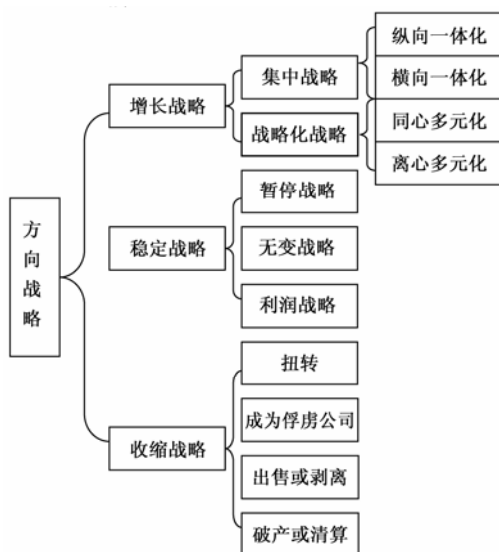 方向战略
增长战略
集中战略
纵向一体化
横向一体化
战略化战略
同心多元化
离心多元化
稳定战略
暂停战略
无变战略
利润战略
收缩战略
扭转
成为俘虏公司
出售或剥离
破产或清算